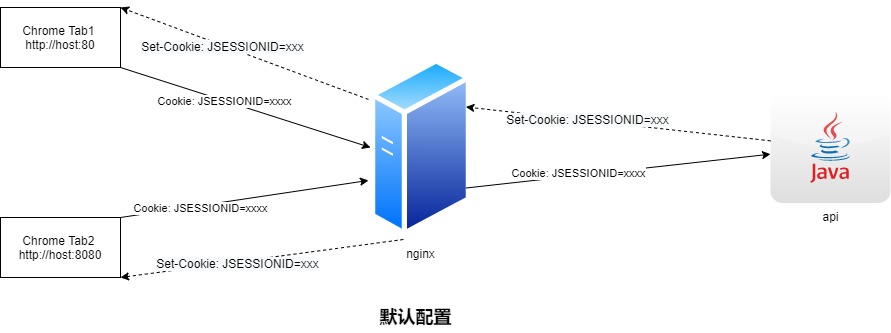 Chrome Tab1
http://host:80
Set-Cookie: JSESSIONID=xxx
Cookie: JSESSIONID=xxxx
Set-Cookie: JSESSIONID=xxx
Cookie: JSESSIONID=xxxx
Java
api
Cookie: JSESSIONID=xxxx
Chrome Tab2
http://host:8080
Set-Cookie: JSESSIONID=xxx
nginx
默认配置